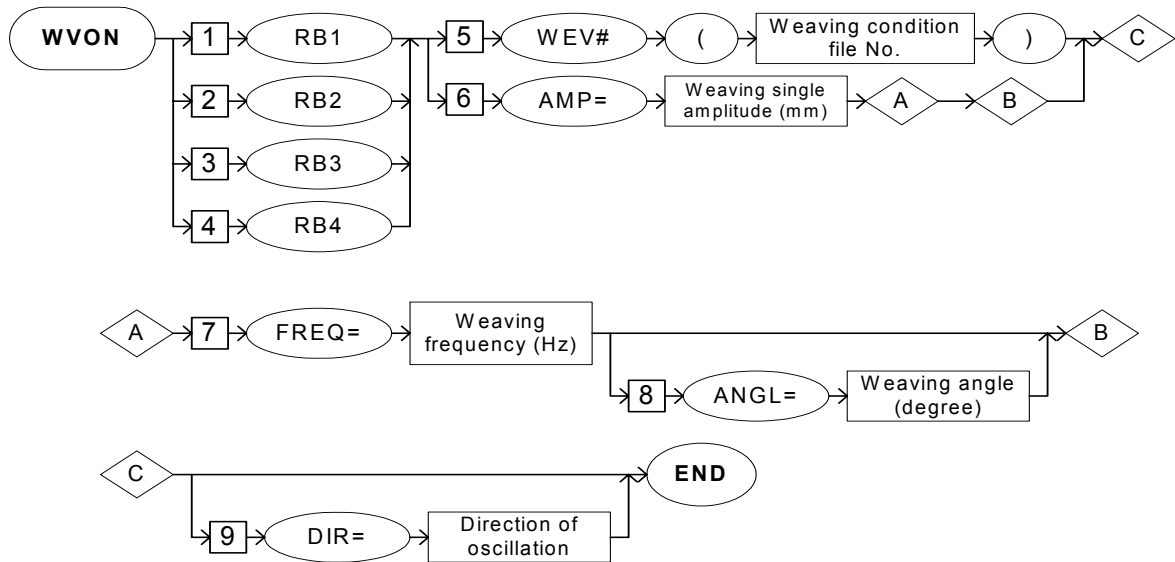 WVON
1 RB1
2 RB2
3 RB3
4 RB4
5 WEV# ( Weaving condition
file No. ) C
6 AMP= Weaving single
amplitude (mm) A B
A 7 FREQ= Weaving
frequency (Hz) B
8 ANGL= Weaving angle
(degree)
C END
9 DIR= Direction of
oscillation